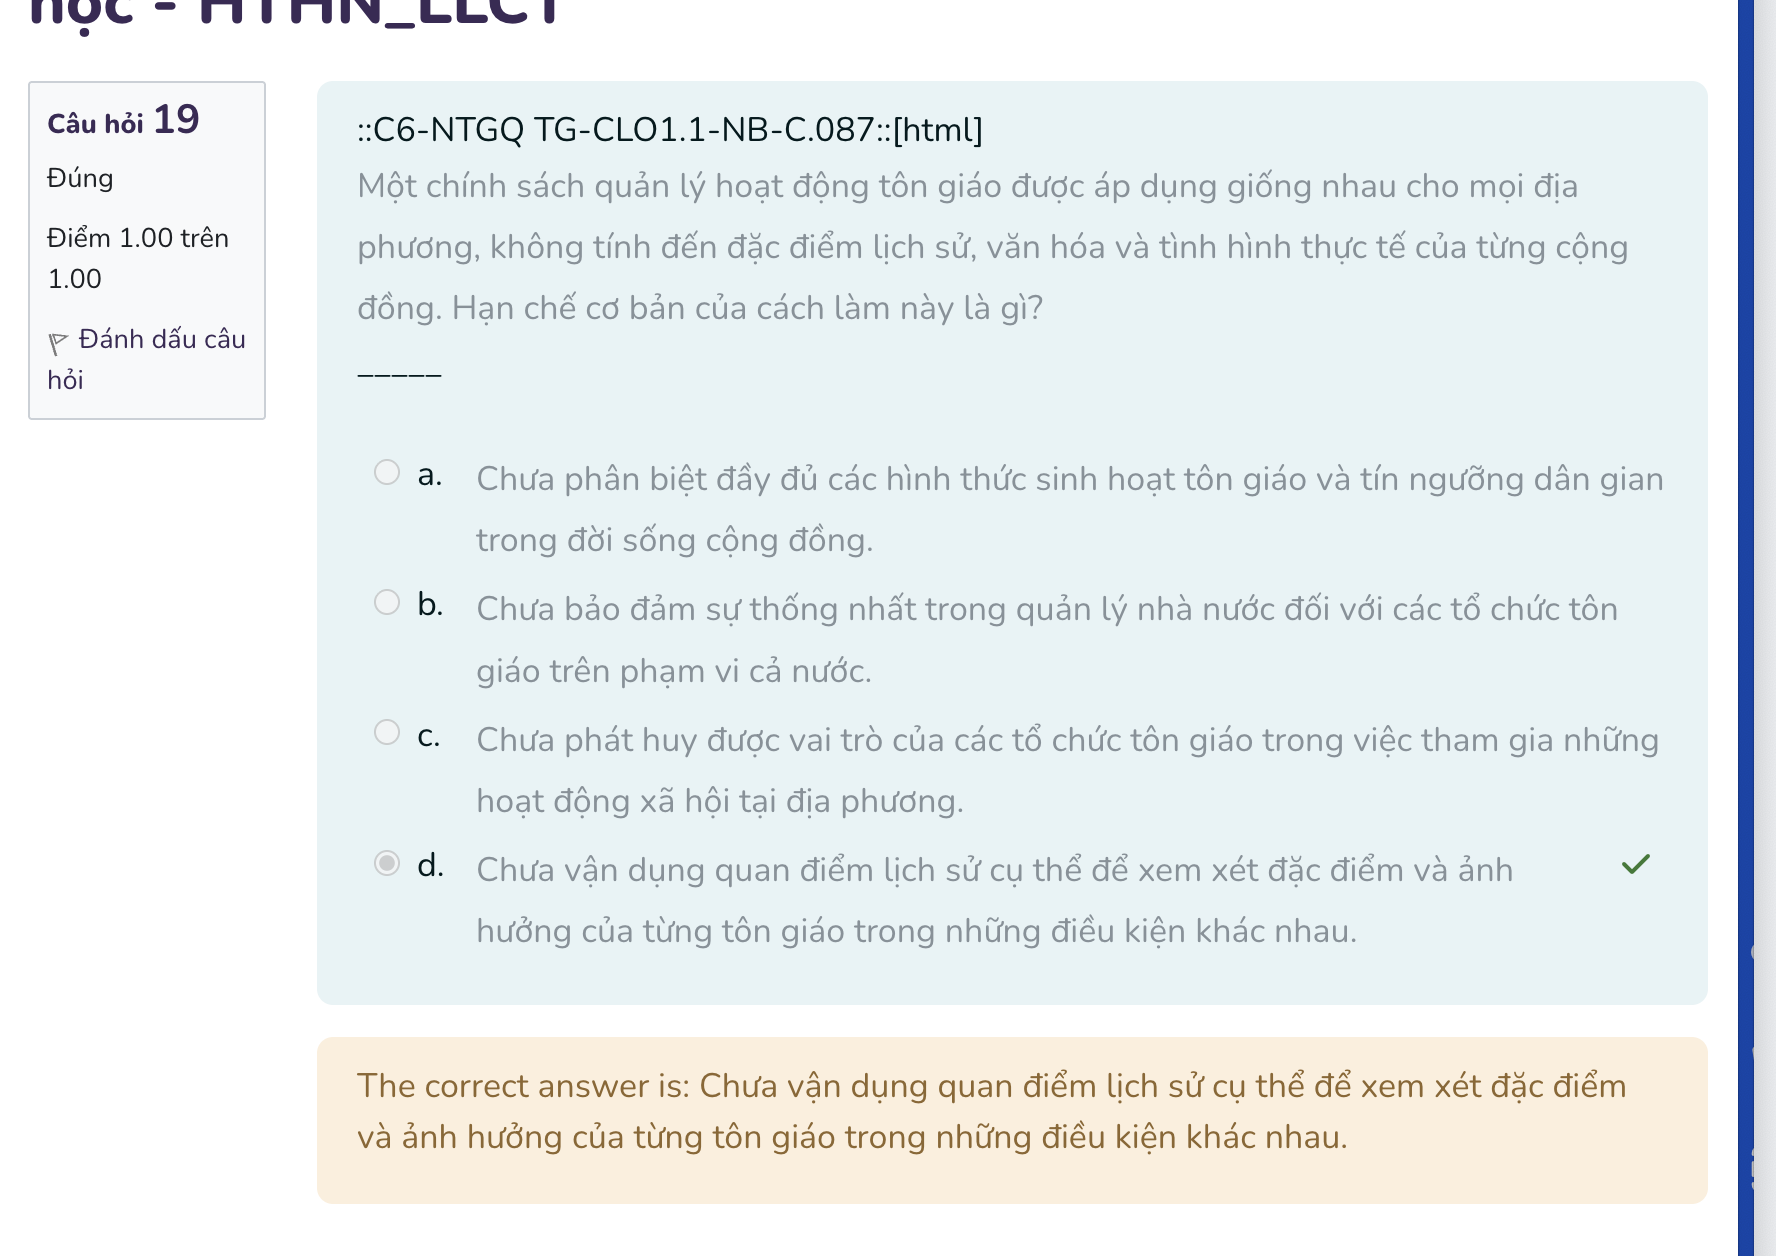 học - HTHN_LLCT
Câu hỏi 19
Đúng
Điểm 1.00 trên
1.00
Đánh dấu câu
hỏi
::C6-NTGQ TG-CLO1.1-NB-C.087::[html]
Một chính sách quản lý hoạt động tôn giáo được áp dụng giống nhau cho mọi địa
phương, không tính đến đặc điểm lịch sử, văn hóa và tình hình thực tế của từng cộng
đồng. Hạn chế cơ bản của cách làm này là gì?
_____
a. Chưa phân biệt đầy đủ các hình thức sinh hoạt tôn giáo và tín ngưỡng dân gian
trong đời sống cộng đồng.
b. Chưa bảo đảm sự thống nhất trong quản lý nhà nước đối với các tổ chức tôn
giáo trên phạm vi cả nước.
c. Chưa phát huy được vai trò của các tổ chức tôn giáo trong việc tham gia những
hoạt động xã hội tại địa phương.
d. Chưa vận dụng quan điểm lịch sử cụ thể để xem xét đặc điểm và ảnh
hưởng của từng tôn giáo trong những điều kiện khác nhau.
The correct answer is: Chưa vận dụng quan điểm lịch sử cụ thể để xem xét đặc điểm
và ảnh hưởng của từng tôn giáo trong những điều kiện khác nhau.